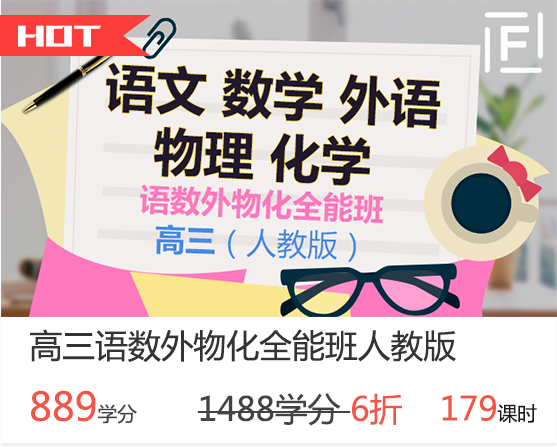 HOT
F
语文 数学 外语
物理 化学
语数外物化全能班
高三（人教版）
高三语数外物化全能班人教版
889学分 1488学分 6折 179课时